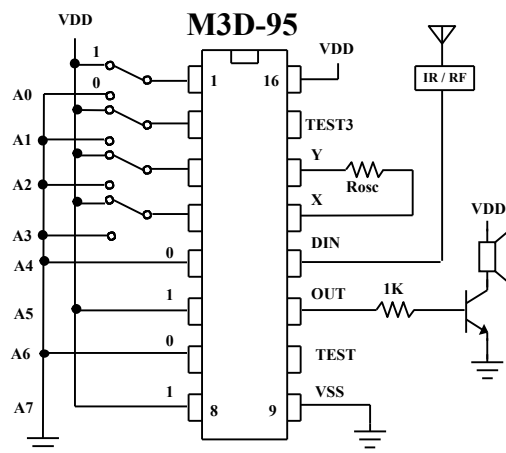 M3D-95
VDD
1
0
A0
A1
A2
A3
A4
A5
A6
A7
0
1
0
1
1
8
16
9
VDD
TEST3
Y
X
Rosc
DIN
OUT
TEST
VSS
IR / RF
1K
VDD